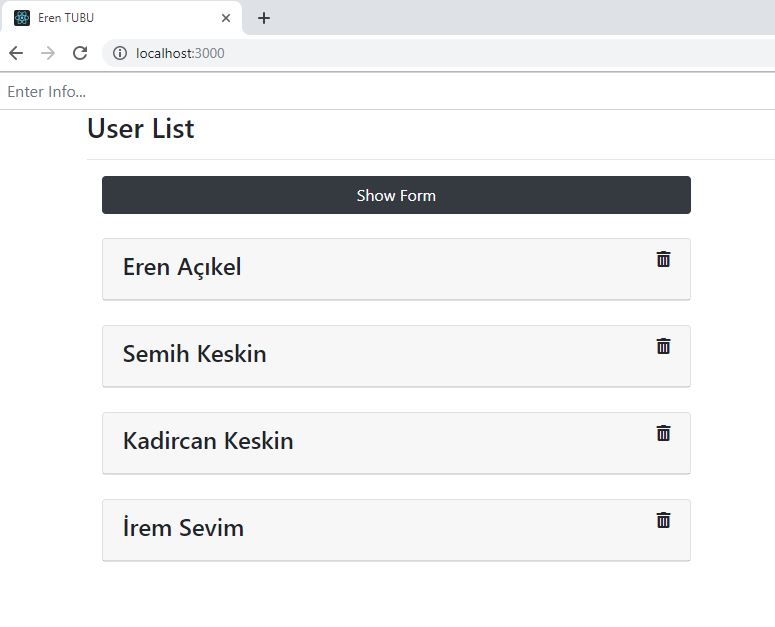 Eren TUBU
localhost:3000
Enter Info...
User List
Show Form
Eren Açıkel
Semih Keskin
Kadircan Keskin
İrem Sevim